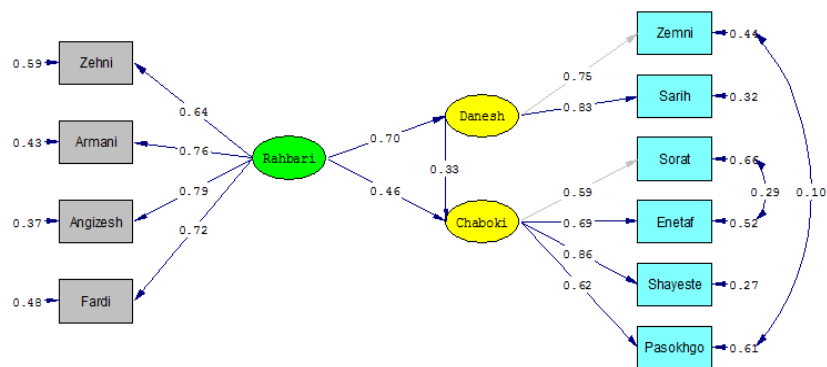 Zemni
0.44
0.59
Zehni
0.75
Sarih
0.32
0.64
Danesh
0.83
0.43
Armani
0.76
0.70
Rahbari
0.33
Sorat
0.66
0.59
0.29
0.10
0.79
0.46
0.37
Angizesh
Chaboki
0.69
Enetaf
0.52
0.72
0.86
Shayeste
0.27
0.62
0.48
Fardi
Pasokhgo
0.61